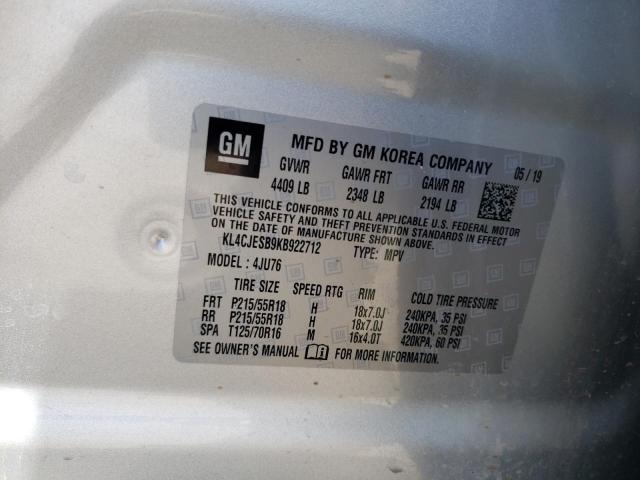 GM
MFD BY GM KOREA COMPANY 05/19
GVWR GAWR FRT GAWR RR
4409 LB 2348 LB 2194 LB
THIS VEHICLE CONFORMS TO ALL APPLICABLE U.S. FEDERAL MOTOR
VEHICLE SAFETY AND THEFT PREVENTION STANDARDS IN EFFECT ON
THE DATE OF MANUFACTURE SHOWN ABOVE.
KL4CJESB9KB922712 TYPE: MPV
MODEL: 4JU76
TIRE SIZE SPEED RTG RIM COLD TIRE PRESSURE
FRT P215/55R18 H 18x7.0J 240KPA, 35 PSI
RR P215/55R18 H 18x7.0J 240KPA, 35 PSI
SPA T125/70R16 M 16x4.0T 420KPA, 60 PSI
SEE OWNER'S MANUAL FOR MORE INFORMATION.